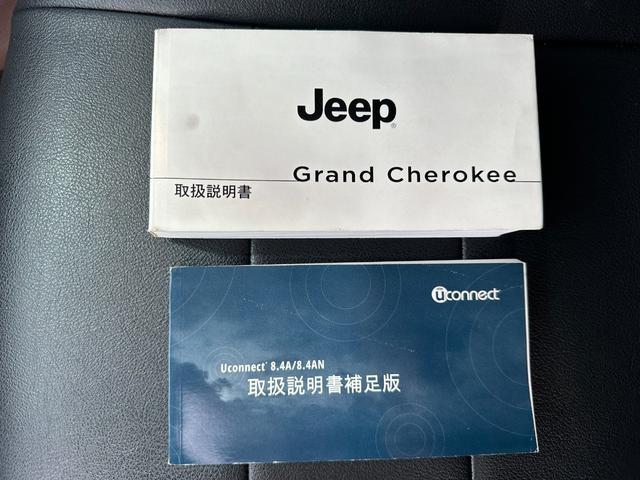 Jeep®
Grand Cherokee
取扱説明書
uconnect
Uconnect® 8.4A/8.4AN
取扱説明書補足版